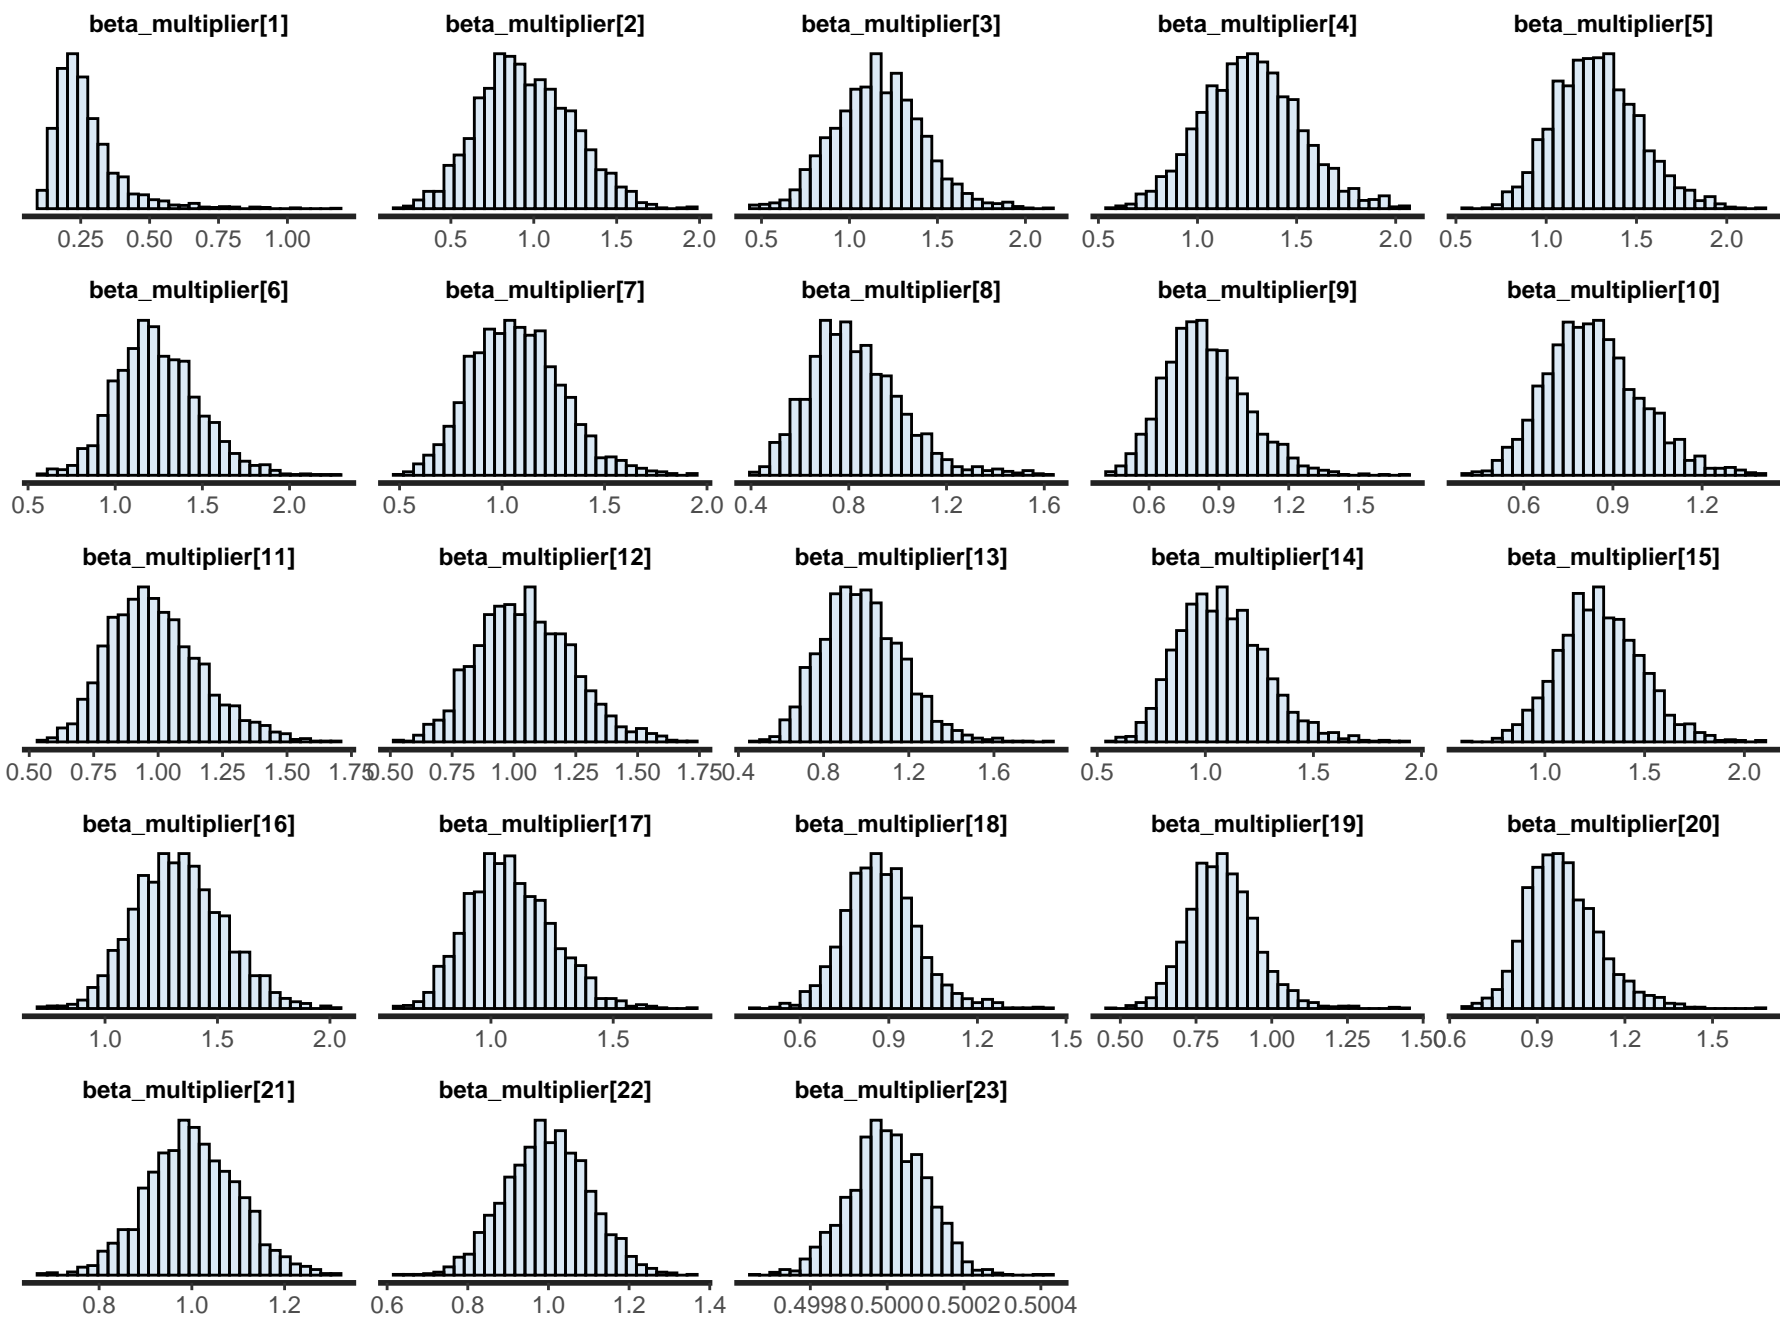 beta_multiplier[1] beta_multiplier[2] beta_multiplier[3] beta_multiplier[4] beta_multiplier[5]
0.25 0.50 0.75 1.00 0.5 1.0 1.5 2.0 0.5 1.0 1.5 2.0 0.5 1.0 1.5 2.0 0.5 1.0 1.5 2.0
beta_multiplier[6] beta_multiplier[7] beta_multiplier[8] beta_multiplier[9] beta_multiplier[10]
0.5 1.0 1.5 2.0 0.5 1.0 1.5 2.0 0.4 0.8 1.2 1.6 0.6 0.9 1.2 1.5 0.6 0.9 1.2
beta_multiplier[11] beta_multiplier[12] beta_multiplier[13] beta_multiplier[14] beta_multiplier[15]
0.50 0.75 1.00 1.25 1.50 1.75 0.50 0.75 1.00 1.25 1.50 1.75 0.4 0.8 1.2 1.6 0.5 1.0 1.5 2.0 1.0 1.5 2.0
beta_multiplier[16] beta_multiplier[17] beta_multiplier[18] beta_multiplier[19] beta_multiplier[20]
1.0 1.5 2.0 1.0 1.5 0.6 0.9 1.2 1.5 0.50 0.75 1.00 1.25 1.50 0.6 0.9 1.2 1.5
beta_multiplier[21] beta_multiplier[22] beta_multiplier[23]
0.8 1.0 1.2 0.6 0.8 1.0 1.2 1.4 0.4998 0.5000 0.5002 0.5004